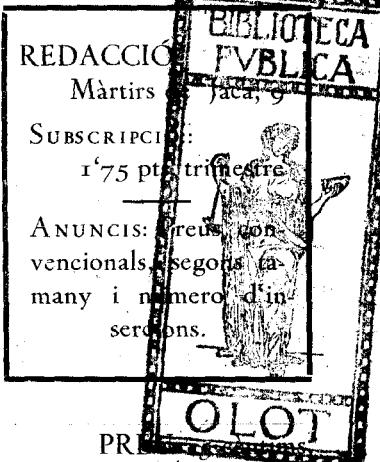 BIBLIOTECA
PVBLICA
REDACCIÓ
Màrtirs Jaca, 9
SUBSCRIPCIÓ:
1'75 pts trimestre
ANUNCIS: Preus con-
vencionals, segons ta-
many i número d'in-
sercions.
OLOT